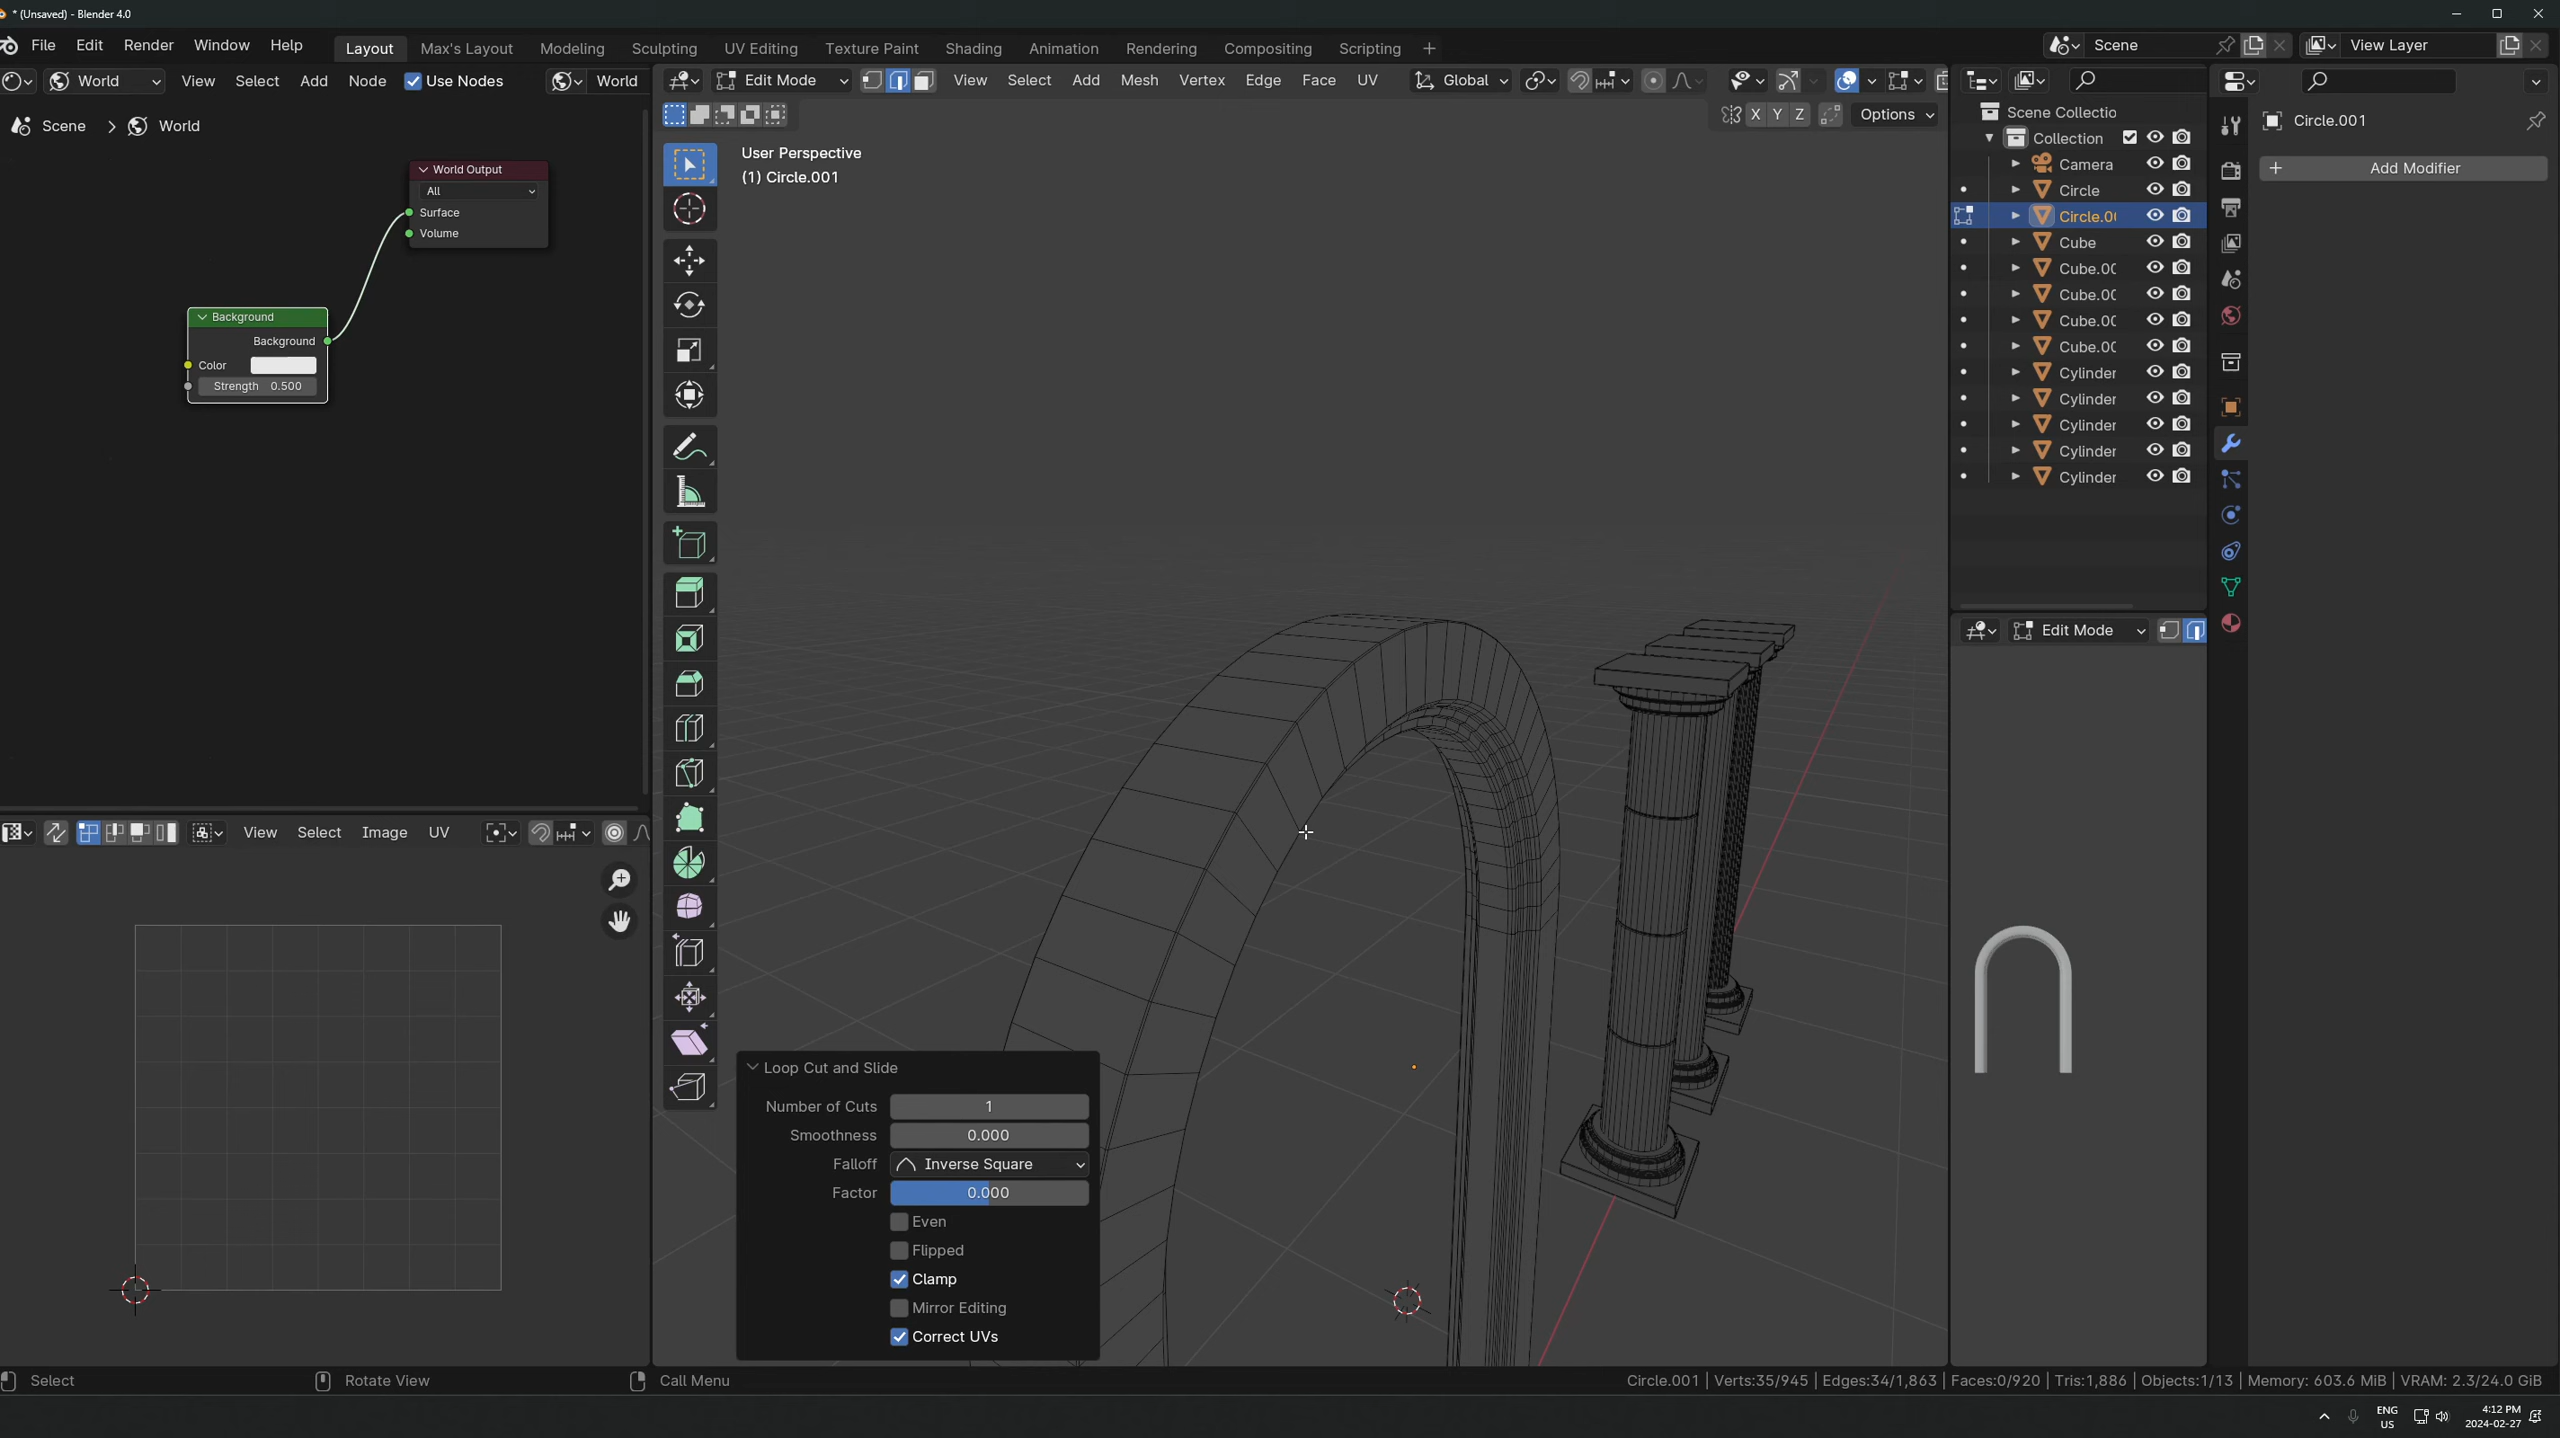 * (Unsaved) - Blender 4.0
File Edit Render Window Help Layout Max's Layout Modeling Sculpting UV Editing Texture Paint Shading Animation Rendering Compositing Scripting + Scene View Layer
World View Select Add Node Use Nodes World
Edit Mode View Select Add Mesh Vertex Edge Face UV Global
X Y Z Options
Scene > World
World Output
All
Surface
Volume
Background
Background
Color
Strength 0.500
User Perspective
(1) Circle.001
Scene Collectio
Collection
Camera
Circle
Circle.00
Cube
Cube.00
Cube.00
Cube.00
Cube.00
Cylinder
Cylinder
Cylinder
Cylinder
Cylinder
Circle.001
Add Modifier
Edit Mode
View Select Image UV
Loop Cut and Slide
Number of Cuts 1
Smoothness 0.000
Falloff Inverse Square
Factor 0.000
Even
Flipped
Clamp
Mirror Editing
Correct UVs
Select Rotate View Call Menu
Circle.001 | Verts:35/945 | Edges:34/1,863 | Faces:0/920 | Tris:1,886 | Objects:1/13 | Memory: 603.6 MiB | VRAM: 2.3/24.0 GiB
ENG
US
4:12 PM
2024-02-27